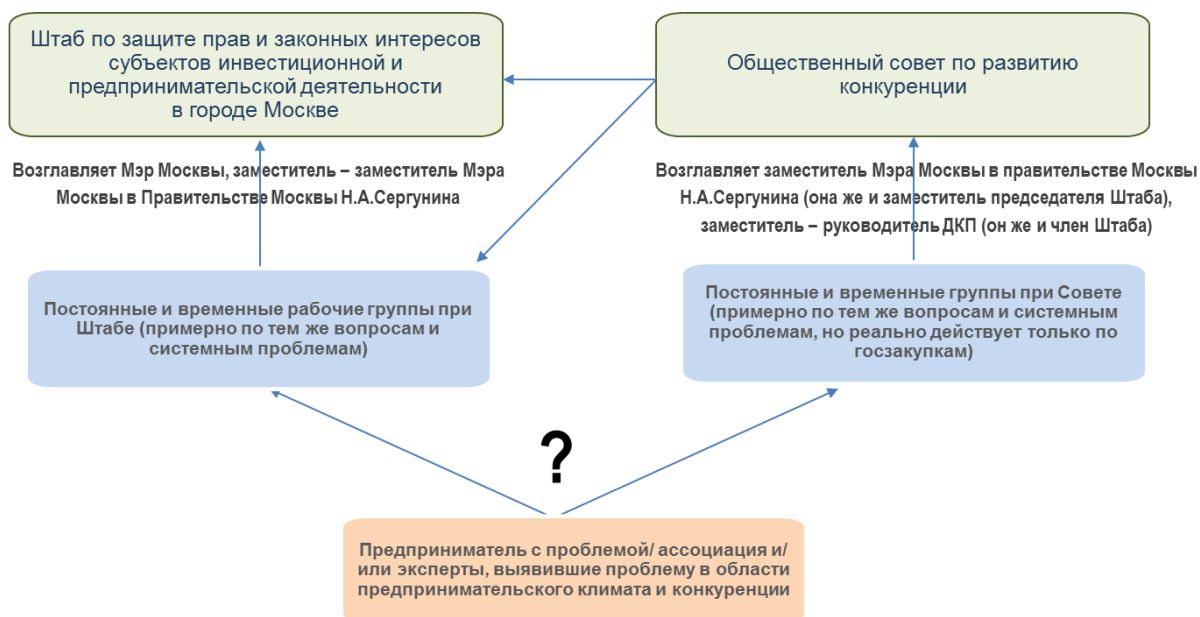 Штаб по защите прав и законных интересов
субъектов инвестиционной и
предпринимательской деятельности
в городе Москве
Общественный совет по развитию
конкуренции
Возглавляет Мэр Москвы, заместитель – заместитель Мэра
Москвы в Правительстве Москвы Н.А.Сергунина
Возглавляет заместитель Мэра Москвы в правительстве Москвы
Н.А.Сергунина (она же и заместитель председателя Штаба),
заместитель – руководитель ДКП (он же и член Штаба)
Постоянные и временные рабочие группы при
Штабе (примерно по тем же вопросам и
системным проблемам)
Постоянные и временные группы при Совете
(примерно по тем же вопросам и системным
проблемам, но реально действует только по
госзакупкам)
?
Предприниматель с проблемой/ ассоциация и/
или эксперты, выявившие проблему в области
предпринимательского климата и конкуренции